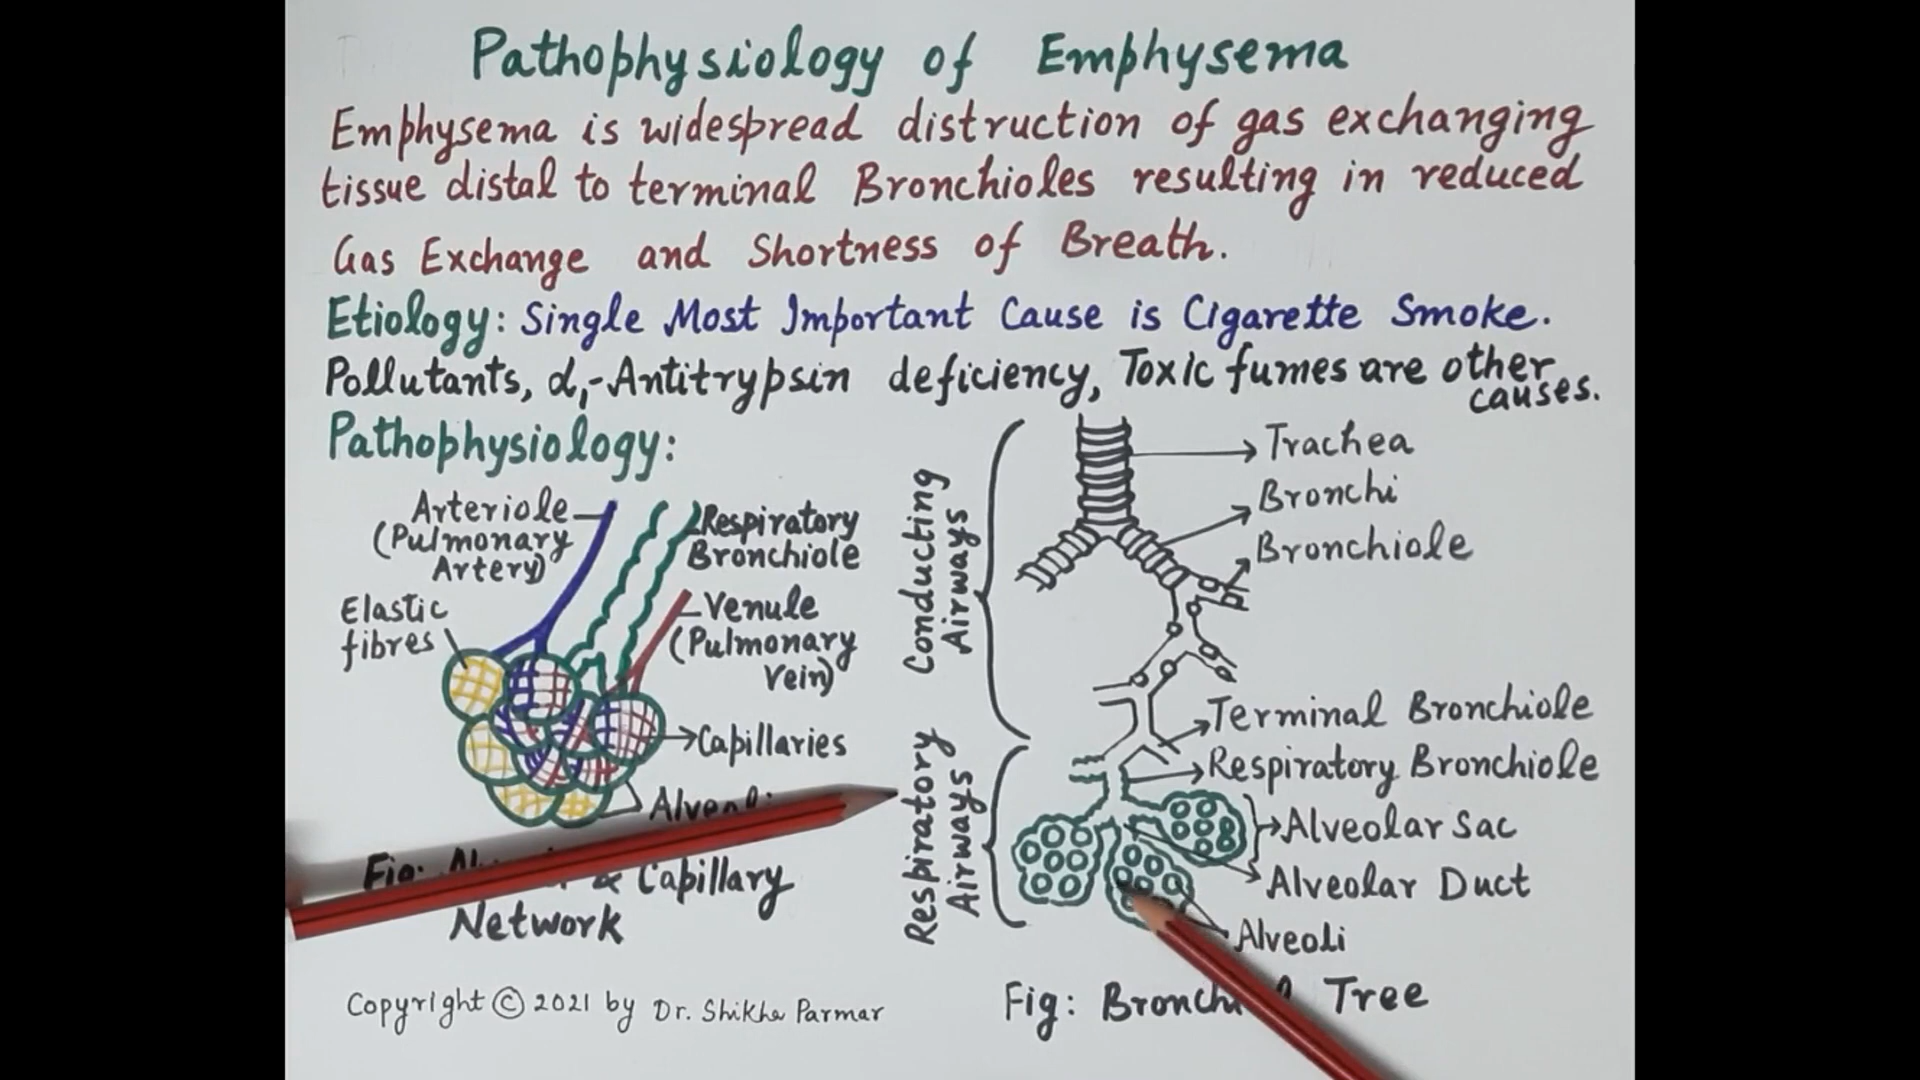 Pathophysiology of Emphysema
Emphysema is widespread distruction of gas exchanging
tissue distal to terminal Bronchioles resulting in reduced
Gas Exchange and Shortness of Breath.
Etiology: Single Most Important Cause is Cigarette Smoke.
Pollutants, α₁-Antitrypsin deficiency, Toxic fumes are other
causes.
Pathophysiology:
Arteriole
(Pulmonary
Artery)
Respiratory
Bronchiole
Elastic
fibres
Venule
(Pulmonary
Vein)
Capillaries
Fig:
& Capillary
Network
Conducting
Airways
Respiratory
Airways
Trachea
Bronchi
Bronchiole
Terminal Bronchiole
Respiratory Bronchiole
Alveolar Sac
Alveolar Duct
Alveoli
Fig: Tree
Copyright © 2021 by Dr. Shikha Parmar